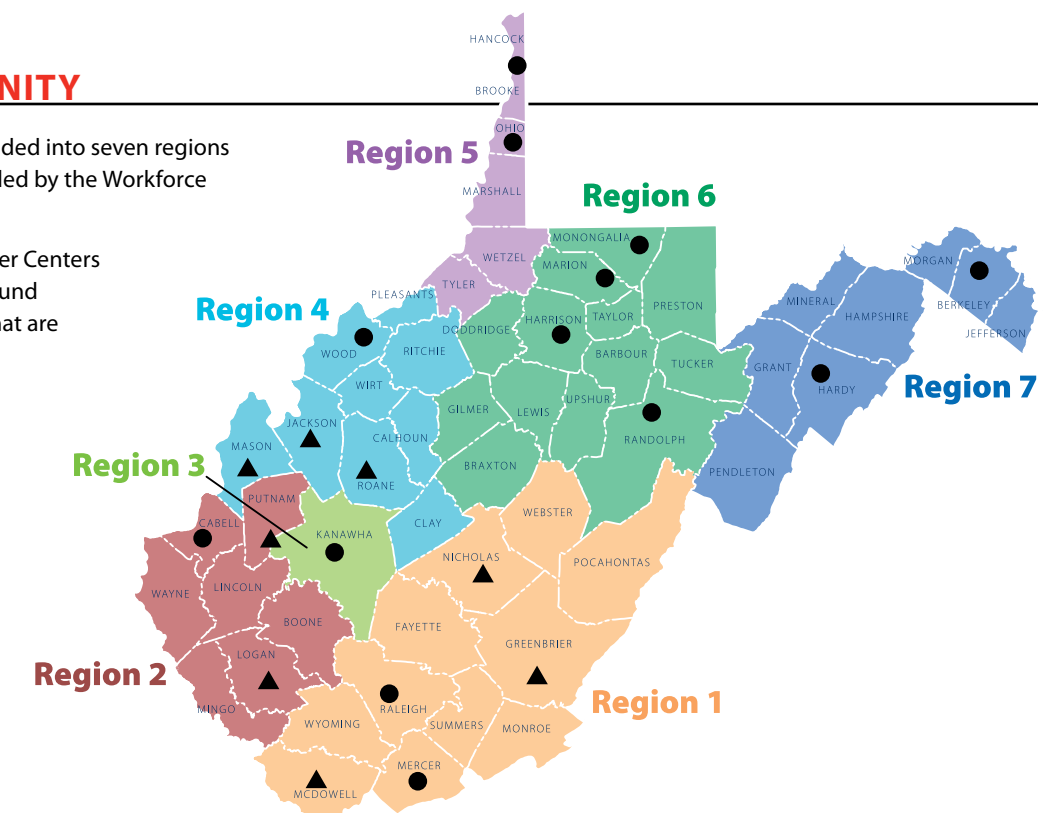 NITY
ded into seven regions
led by the Workforce
er Centers
und
hat are
HANCOCK
BROOKE
OHIO
Region 5
MARSHALL
Region 6
MONONGALIA
WETZEL
MARION
MORGAN
TYLER
PLEASANTS
Region 4
MINERAL
BERKELEY
PRESTON
HAMPSHIRE
DODDRIDGE
HARRISON
TAYLOR
JEFFERSON
WOOD
RITCHIE
BARBOUR
TUCKER
GRANT
WIRT
HARDY
Region 7
UPSHUR
GILMER
LEWIS
JACKSON
CALHOUN
RANDOLPH
MASON
Region 3
BRAXTON
PENDLETON
ROANE
PUTNAM
WEBSTER
CABELL
CLAY
KANAWHA
NICHOLAS
POCAHONTAS
LINCOLN
WAYNE
BOONE
FAYETTE
GREENBRIER
LOGAN
Region 2
Region 1
MINGO
RALEIGH
WYOMING
SUMMERS
MONROE
MERCER
MCDOWELL